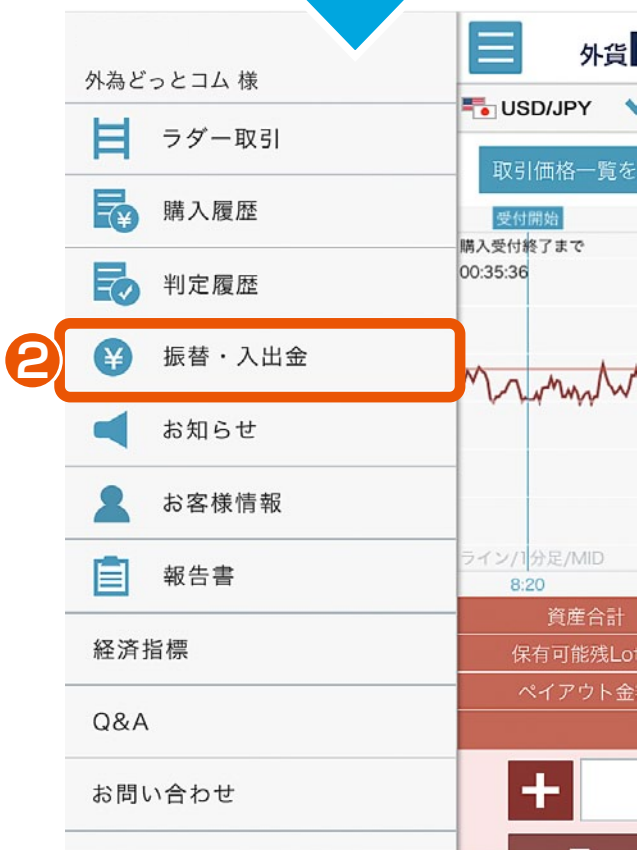 外為どっとコム 様
ラダー取引
購入履歴
判定履歴
2
振替・入出金
お知らせ
お客様情報
報告書
経済指標
Q&A
お問い合わせ
外貨
USD/JPY
取引価格一覧を
受付開始
購入受付終了まで
00:35:36
ライン/1分足/MID
8:20
資産合計
保有可能残Lo
ペイアウト金